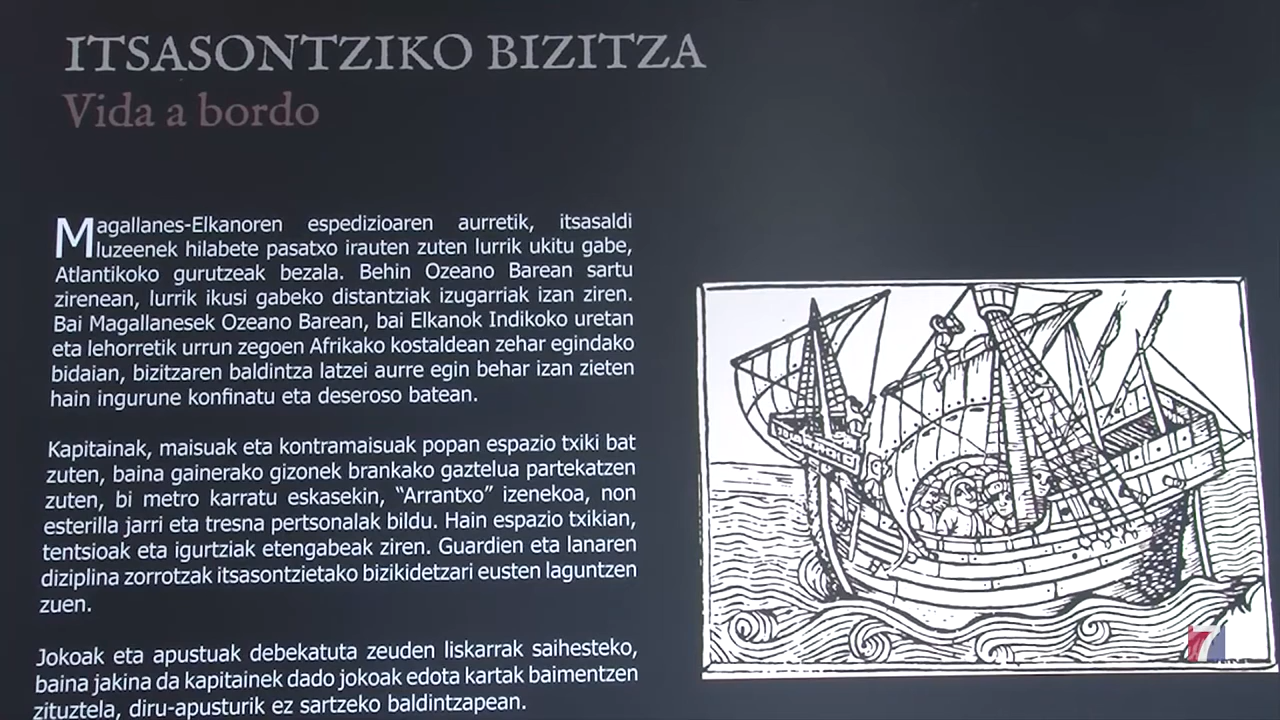 ITSASONTZIKO BIZITZA
Vida a bordo
Magallanes-Elkanoren espedizioaren aurretik, itsasaldi
luzeenek hilabete pasatxo irauten zuten lurrik ukitu gabe,
Atlantikoko gurutzeak bezala. Behin Ozeano Barean sartu
zirenean, lurrik ikusi gabeko distantziak izugarriak izan ziren.
Bai Magallanesek Ozeano Barean, bai Elkanok Indikoko uretan
eta lehorretik urrun zegoen Afrikako kostaldean zehar egindako
bidaian, bizitzaren baldintza latzei aurre egin behar izan zieten
hain ingurune konfinatu eta deseroso batean.
Kapitainak, maisuak eta kontramaisuak popan espazio txiki bat
zuten, baina gainerako gizonek brankako gaztelua partekatzen
zuten, bi metro karratu eskasekin, “Arrantxo” izenekoa, non
esterilla jarri eta tresna pertsonalak bildu. Hain espazio txikian,
tentsioak eta igurtziak etengabeak ziren. Guardien eta lanaren
diziplina zorrotzak itsasontzietako bizikidetzari eusten laguntzen
zuen.
Jokoak eta apustuak debekatuta zeuden liskarrak saihesteko,
baina jakina da kapitainek dado jokoak edota kartak baimentzen
zituztela, diru-apusturik ez sartzeko baldintzapean.
7